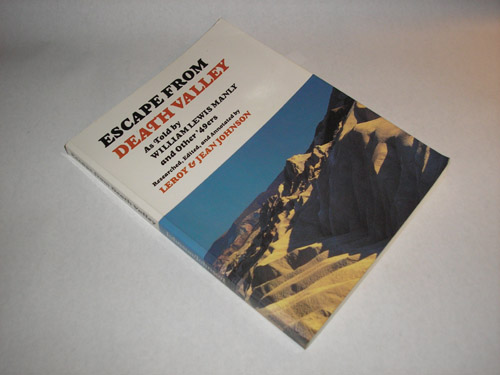 ESCAPE FROM
DEATH VALLEY
As Told by
WILLIAM LEWIS MANLY
and Other '49ers
Researched, Edited, and Annotated by
LEROY & JEAN JOHNSON